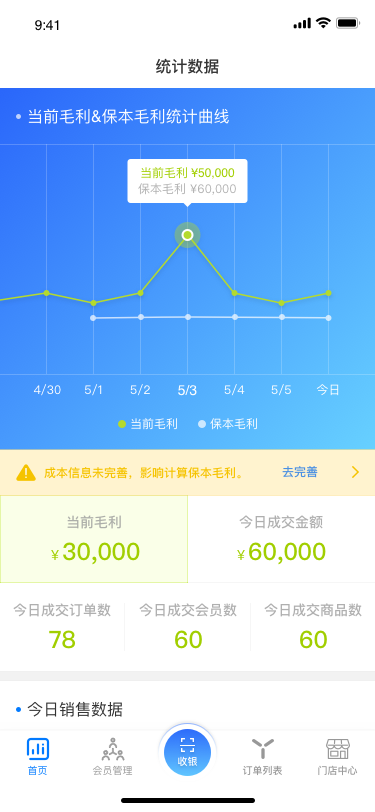 9:41
统计数据
当前毛利&保本毛利统计曲线
当前毛利 ¥50,000
保本毛利 ¥60,000
4/30 5/1 5/2 5/3 5/4 5/5 今日
当前毛利 保本毛利
成本信息未完善，影响计算保本毛利。 去完善
当前毛利 今日成交金额
¥30,000 ¥60,000
今日成交订单数 今日成交会员数 今日成交商品数
78 60 60
今日销售数据
收银
首页 会员管理 订单列表 门店中心